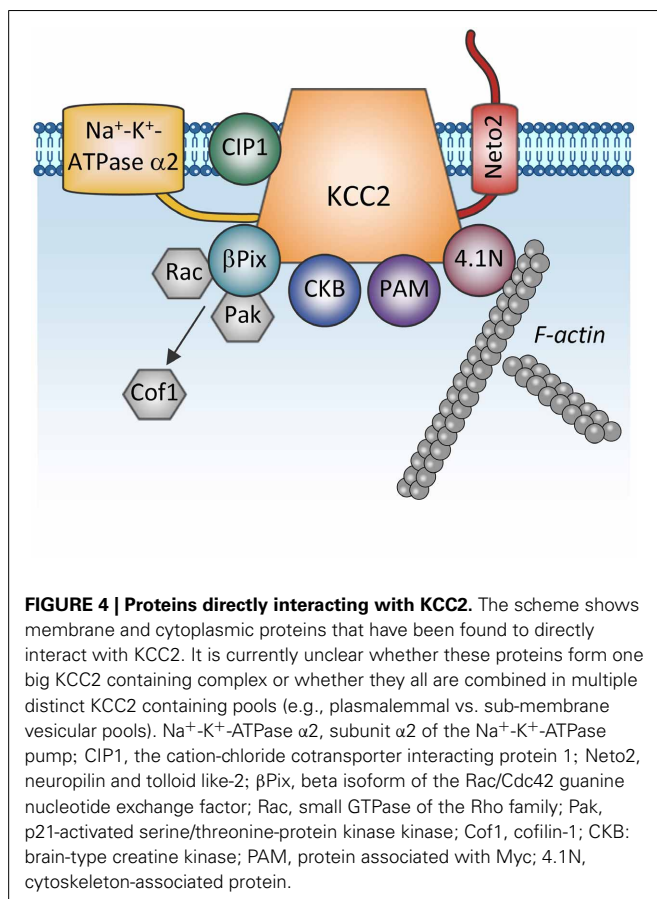 Na⁺-K⁺-
ATPase α2
CIP1
KCC2
Neto2
Rac
βPix
Pak
CKB
PAM
4.1N
F-actin
Cof1
FIGURE 4 | Proteins directly interacting with KCC2. The scheme shows
membrane and cytoplasmic proteins that have been found to directly
interact with KCC2. It is currently unclear whether these proteins form one
big KCC2 containing complex or whether they all are combined in multiple
distinct KCC2 containing pools (e.g., plasmalemmal vs. sub-membrane
vesicular pools). Na⁺-K⁺-ATPase α2, subunit α2 of the Na⁺-K⁺-ATPase
pump; CIP1, the cation-chloride cotransporter interacting protein 1; Neto2,
neuropilin and tolloid like-2; βPix, beta isoform of the Rac/Cdc42 guanine
nucleotide exchange factor; Rac, small GTPase of the Rho family; Pak,
p21-activated serine/threonine-protein kinase kinase; Cof1, cofilin-1; CKB:
brain-type creatine kinase; PAM, protein associated with Myc; 4.1N,
cytoskeleton-associated protein.